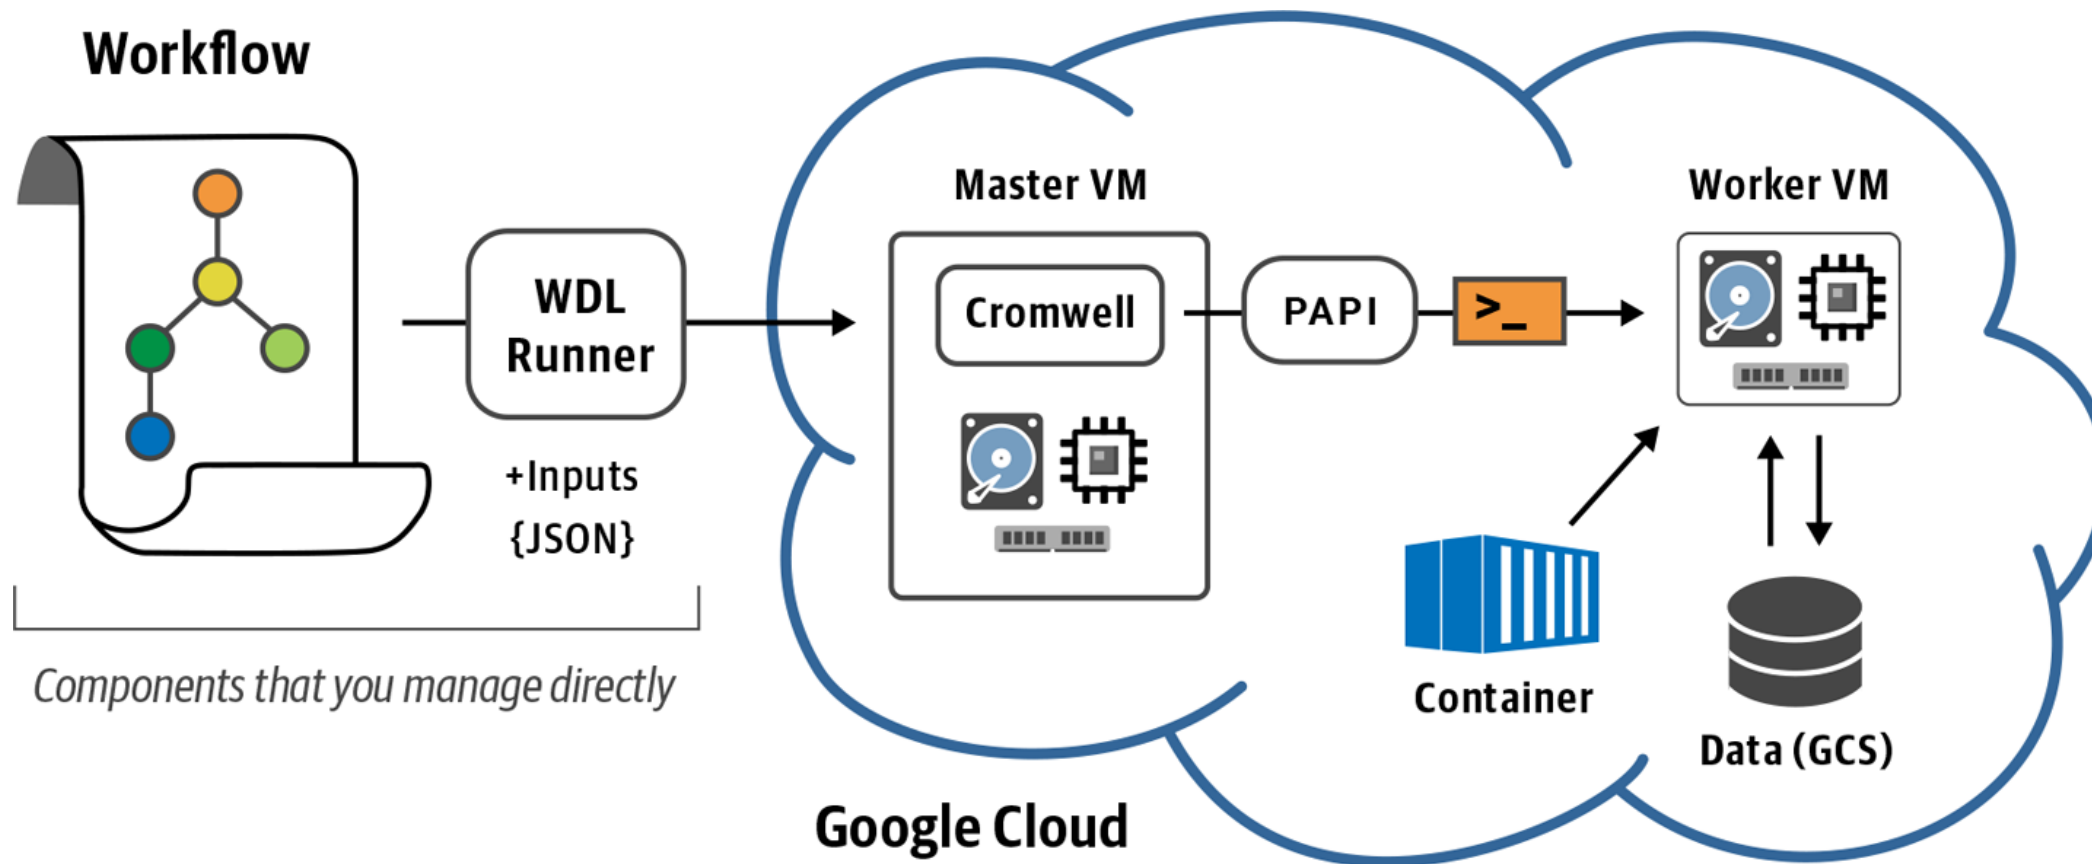 Workflow
WDL
Runner
+Inputs
{JSON}
Components that you manage directly
Master VM
Cromwell
PAPI
>_
Worker VM
Container
Data (GCS)
Google Cloud